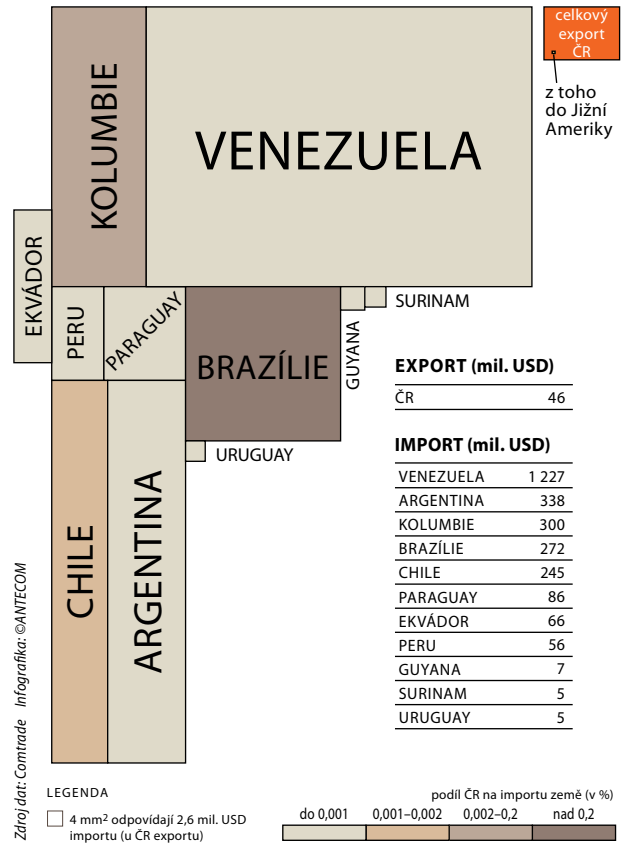 celkový
export
ČR
z toho
do Jižní
Ameriky
KOLUMBIE
VENEZUELA
EKVÁDOR
PERU
PARAGUAY
BRAZÍLIE
GUYANA
SURINAM
URUGUAY
CHILE
ARGENTINA
EXPORT (mil. USD)
ČR 46
IMPORT (mil. USD)
VENEZUELA 1 227
ARGENTINA 338
KOLUMBIE 300
BRAZÍLIE 272
CHILE 245
PARAGUAY 86
EKVÁDOR 66
PERU 56
GUYANA 7
SURINAM 5
URUGUAY 5
Zdroj dat: Comtrade Infografika: ©ANTECOM
LEGENDA
4 mm² odpovídají 2,6 mil. USD
importu (u ČR exportu)
podíl ČR na importu země (v %)
do 0,001 0,001–0,002 0,002–0,2 nad 0,2